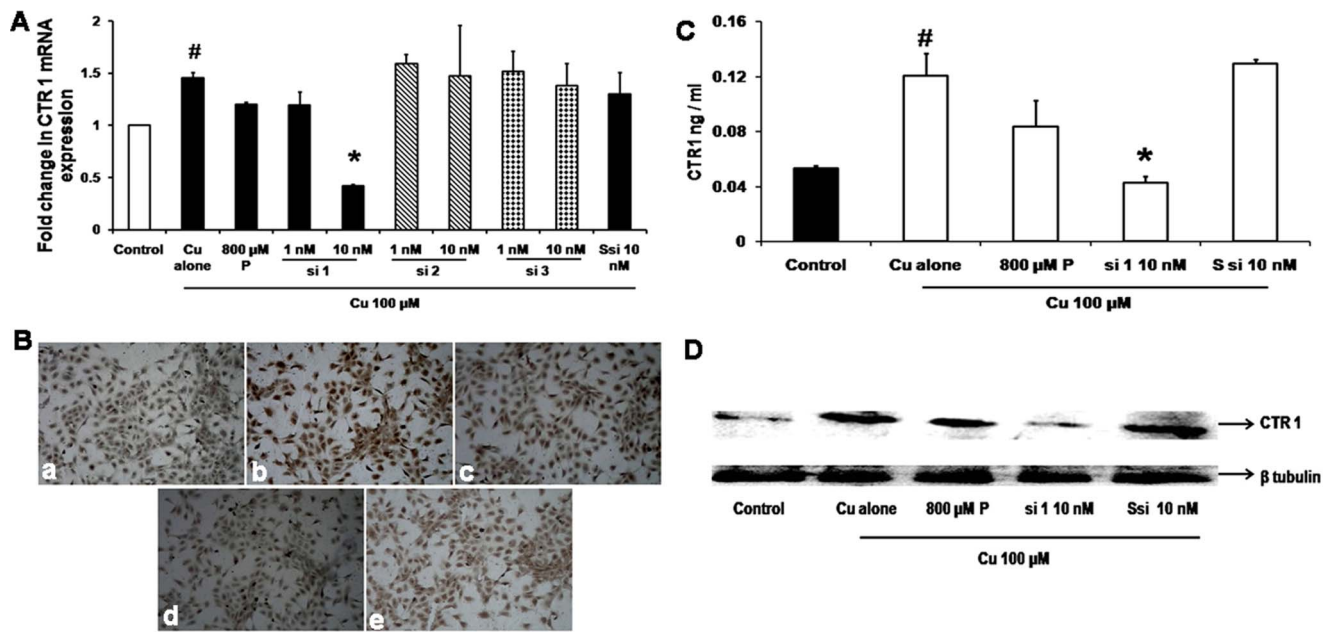 A
Fold change in CTR 1 mRNA
expression
2
1.5
1
0.5
0
#
*
Control
Cu
alone
800 µM
P
1 nM
10 nM
1 nM
10 nM
1 nM
10 nM
Ssi 10
nM
si 1
si 2
si 3
Cu 100 µM
C
CTR1 ng / ml
0.16
0.12
0.08
0.04
0
#
*
Control
Cu alone
800 µM P
si 1 10 nM
S si 10 nM
Cu 100 µM
B
a
b
c
d
e
D
CTR 1
β tubulin
Control
Cu alone
800 µM P
si 1 10 nM
Ssi 10 nM
Cu 100 µM